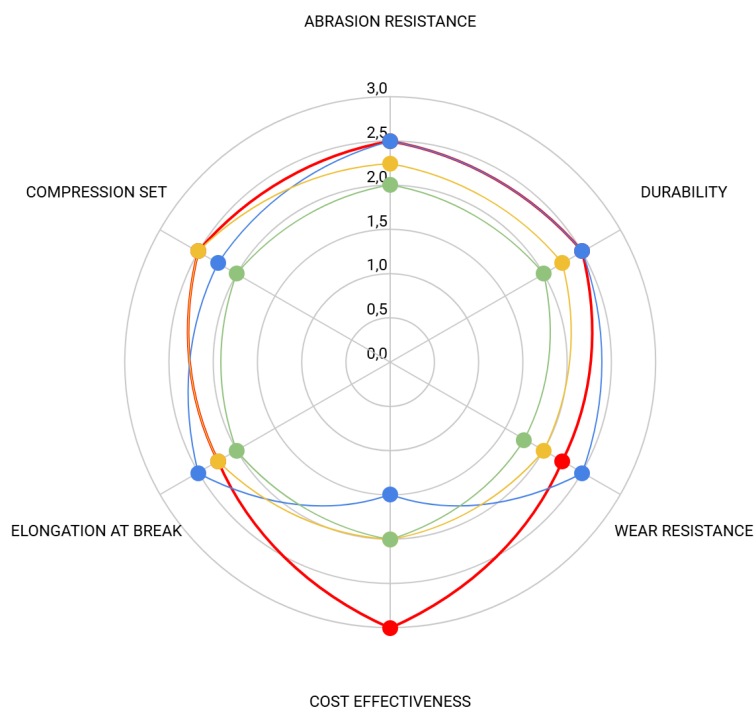 ABRASION RESISTANCE
3,0
2,5
COMPRESSION SET
2,0
DURABILITY
1,5
1,0
0,5
0,0
ELONGATION AT BREAK
WEAR RESISTANCE
COST EFFECTIVENESS